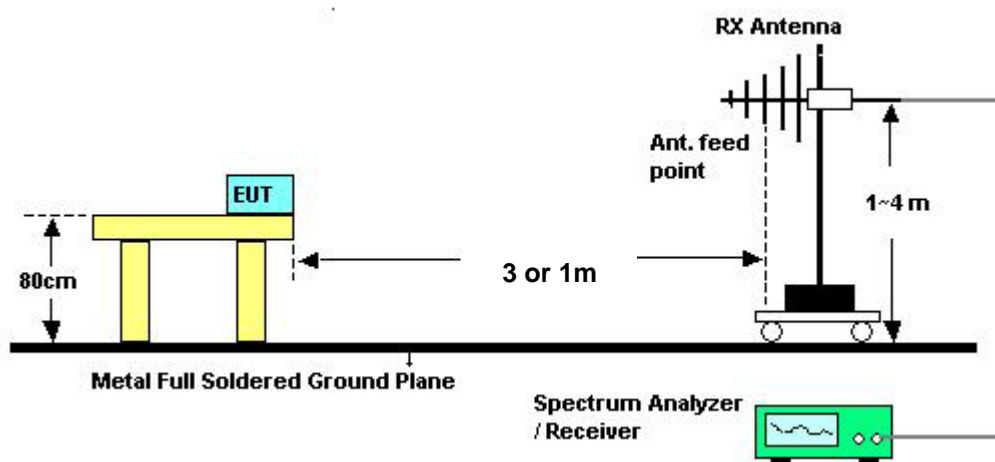 RX Antenna
Ant. feed
point
EUT
1~4 m
80cm
3 or 1m
Metal Full Soldered Ground Plane
Spectrum Analyzer
/ Receiver